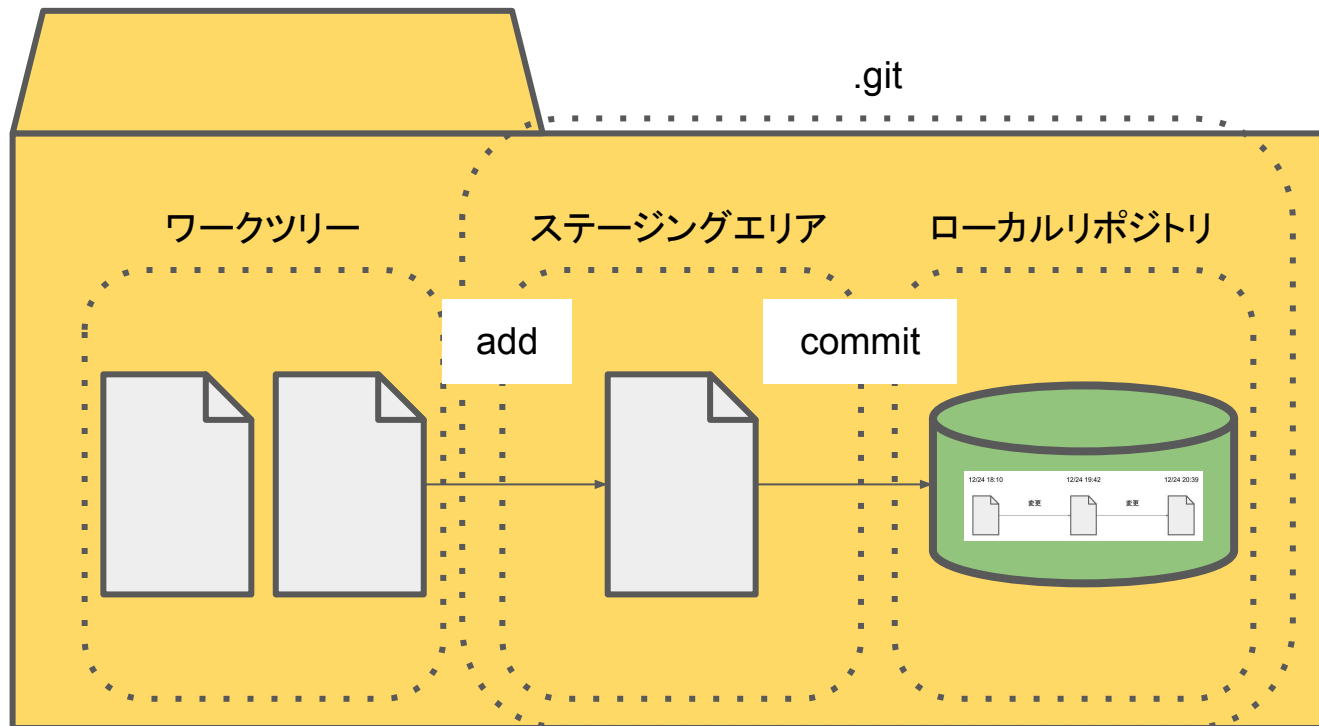 .git
ワークツリー
ステージングエリア
ローカルリポジトリ
add
commit
12/24 18:10
12/24 19:42
12/24 20:39
変更
変更